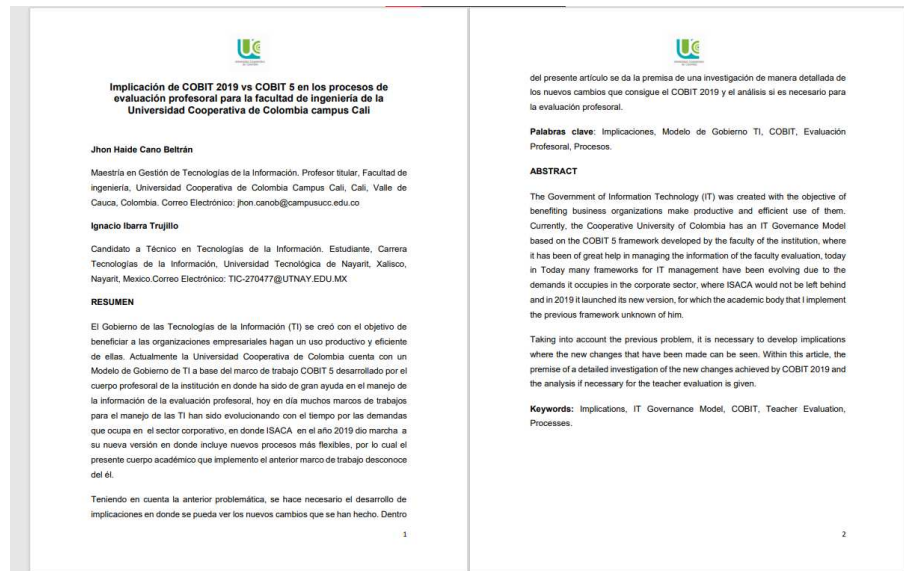 Implicación de COBIT 2019 vs COBIT 5 en los procesos de
evaluación profesoral para la facultad de ingeniería de la
Universidad Cooperativa de Colombia campus Cali
Jhon Haide Cano Beltrán
Maestría en Gestión de Tecnologías de la Información. Profesor titular, Facultad de
ingeniería, Universidad Cooperativa de Colombia Campus Cali, Cali, Valle de
Cauca, Colombia. Correo Electrónico: jhon.canob@campusucc.edu.co
Ignacio Ibarra Trujillo
Candidato a Técnico en Tecnologías de la Información. Estudiante, Carrera
Tecnologías de la Información, Universidad Tecnológica de Nayarit, Xalisco,
Nayarit, Mexico.Correo Electrónico: TIC-270477@UTNAY.EDU.MX
RESUMEN
El Gobierno de las Tecnologías de la Información (TI) se creó con el objetivo de
beneficiar a las organizaciones empresariales hagan un uso productivo y eficiente
de ellas. Actualmente la Universidad Cooperativa de Colombia cuenta con un
Modelo de Gobierno de TI a base del marco de trabajo COBIT 5 desarrollado por el
cuerpo profesoral de la institución en donde ha sido de gran ayuda en el manejo de
la información de la evaluación profesoral, hoy en día muchos marcos de trabajos
para el manejo de las TI han sido evolucionando con el tiempo por las demandas
que ocupa en el sector corporativo, en donde ISACA en el año 2019 dio marcha a
su nueva versión en donde incluye nuevos procesos más flexibles, por lo cual el
presente cuerpo académico que implemento el anterior marco de trabajo desconoce
del él.
Teniendo en cuenta la anterior problemática, se hace necesario el desarrollo de
implicaciones en donde se pueda ver los nuevos cambios que se han hecho. Dentro
1
del presente artículo se da la premisa de una investigación de manera detallada de
los nuevos cambios que consigue el COBIT 2019 y el análisis si es necesario para
la evaluación profesoral.
Palabras clave: Implicaciones, Modelo de Gobierno TI, COBIT, Evaluación
Profesoral, Procesos.
ABSTRACT
The Government of Information Technology (IT) was created with the objective of
benefiting business organizations make productive and efficient use of them.
Currently, the Cooperative University of Colombia has an IT Governance Model
based on the COBIT 5 framework developed by the faculty of the institution, where
it has been of great help in managing the information of the faculty evaluation, today
in Today many frameworks for IT management have been evolving due to the
demands it occupies in the corporate sector, where ISACA would not be left behind
and in 2019 it launched its new version, for which the academic body that I implement
the previous framework unknown of him.
Taking into account the previous problem, it is necessary to develop implications
where the new changes that have been made can be seen. Within this article, the
premise of a detailed investigation of the new changes achieved by COBIT 2019 and
the analysis if necessary for the teacher evaluation is given.
Keywords: Implications, IT Governance Model, COBIT, Teacher Evaluation,
Processes.
2